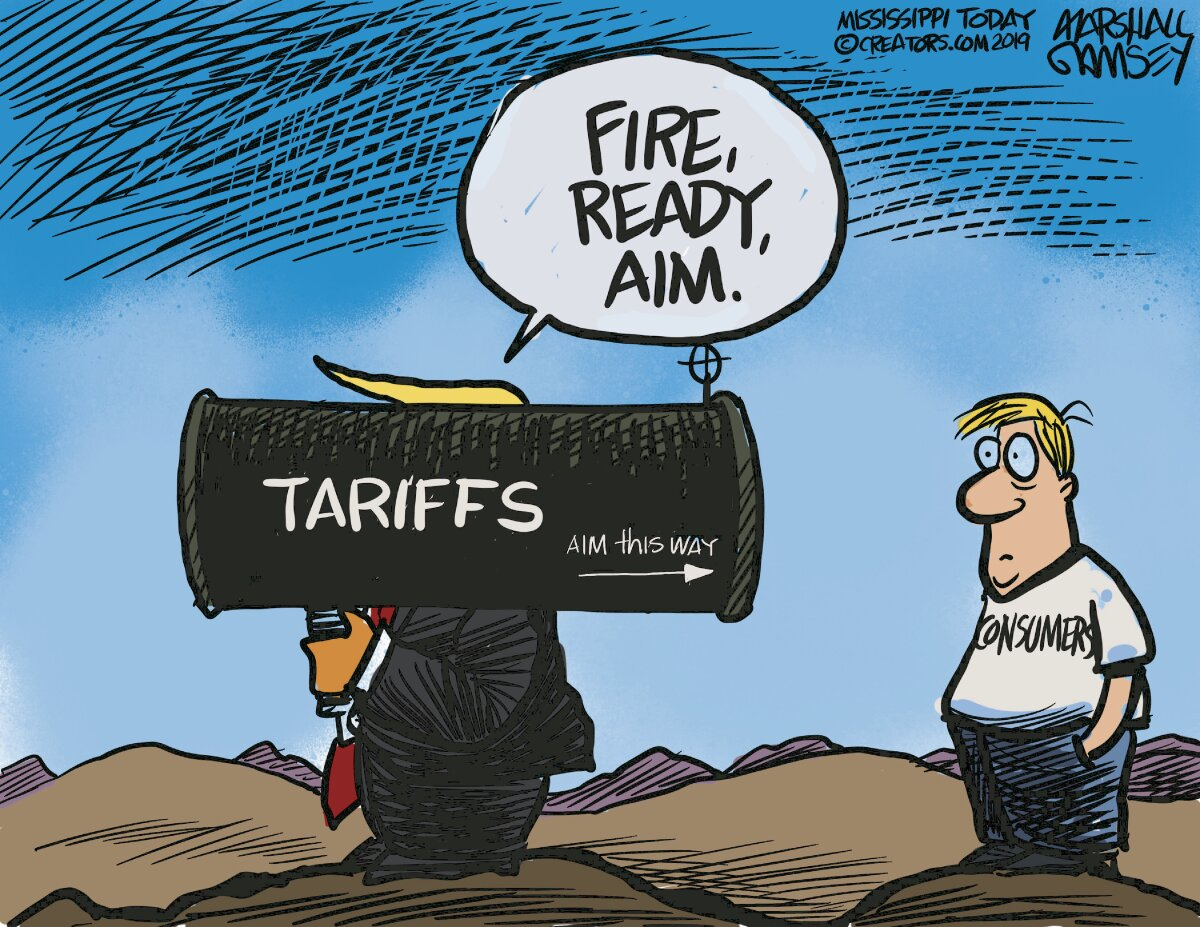 MISSISSIPPI TODAY
©CREATORS.COM 2019
MARSHALL
RAMSEY
FIRE,
READY,
AIM.
TARIFFS
AIM this WAY
CONSUMERS